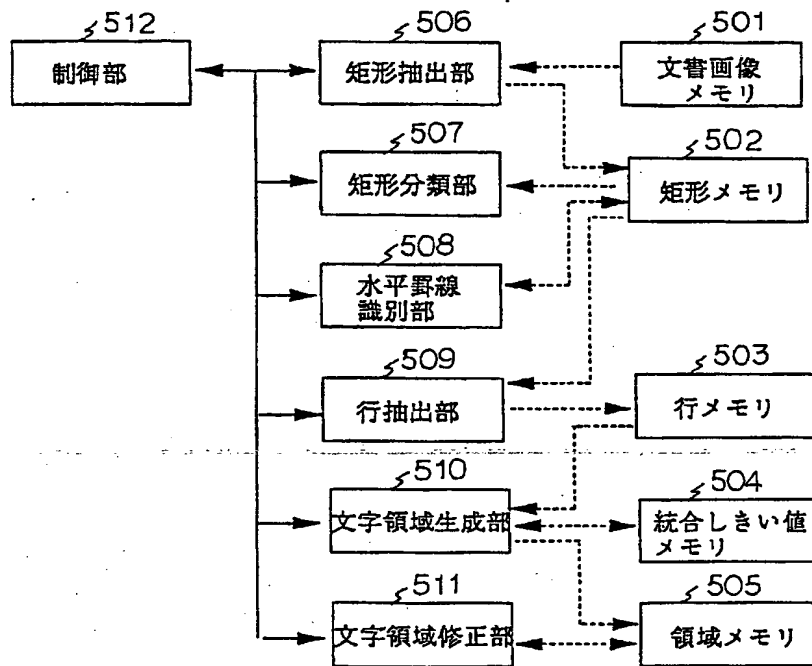 512
制御部
506
矩形抽出部
501
文書画像
メモリ
507
矩形分類部
502
矩形メモリ
508
水平罫線
識別部
509
行抽出部
503
行メモリ
510
文字領域生成部
504
統合しきい値
メモリ
511
文字領域修正部
505
領域メモリ